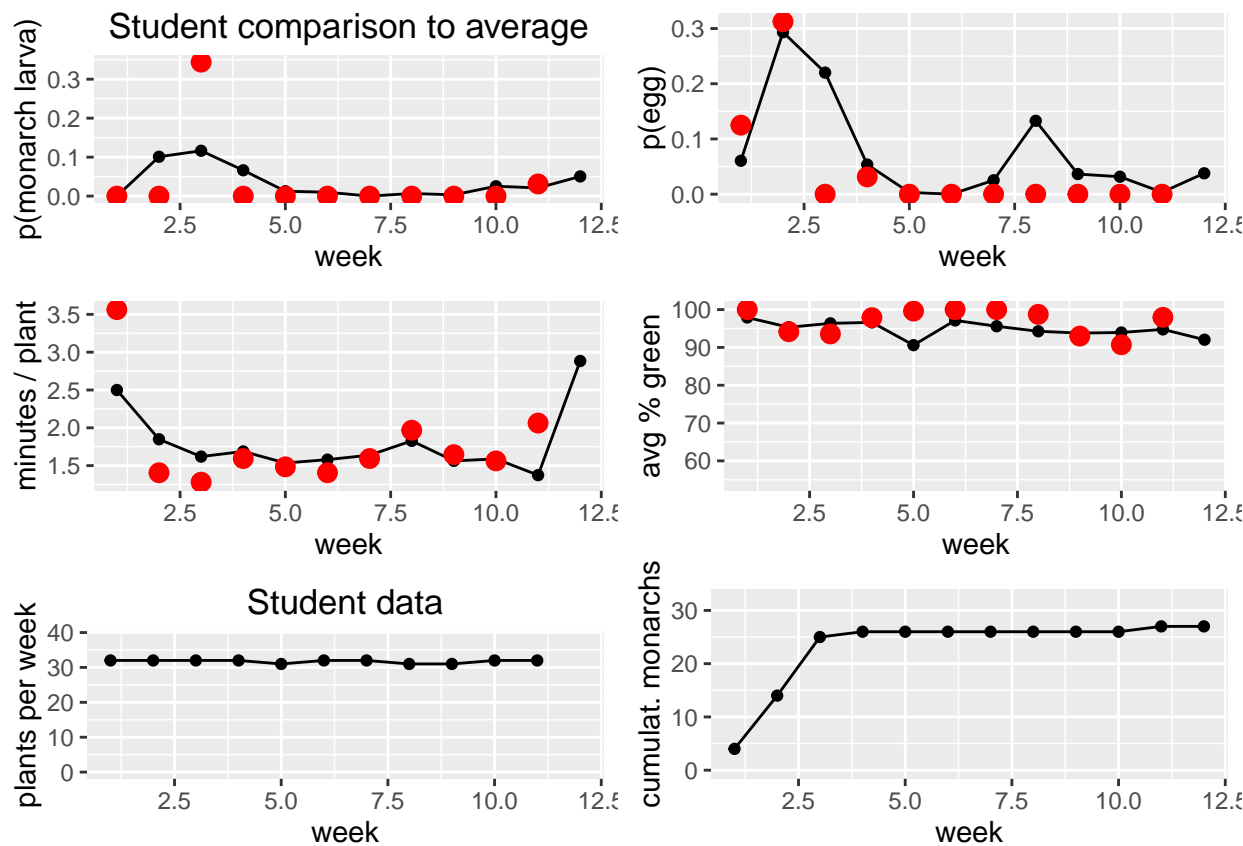 Student comparison to average
p(monarch larva)
0.3
0.2
0.1
0.0
2.5 5.0 7.5 10.0 12.5
week
p(egg)
0.3
0.2
0.1
0.0
2.5 5.0 7.5 10.0 12.5
week
minutes / plant
3.5
3.0
2.5
2.0
1.5
2.5 5.0 7.5 10.0 12.5
week
avg % green
100
90
80
70
60
2.5 5.0 7.5 10.0 12.5
week
Student data
plants per week
40
30
20
10
0
2.5 5.0 7.5 10.0 12.5
week
cumulat. monarchs
30
20
10
0
2.5 5.0 7.5 10.0 12.5
week